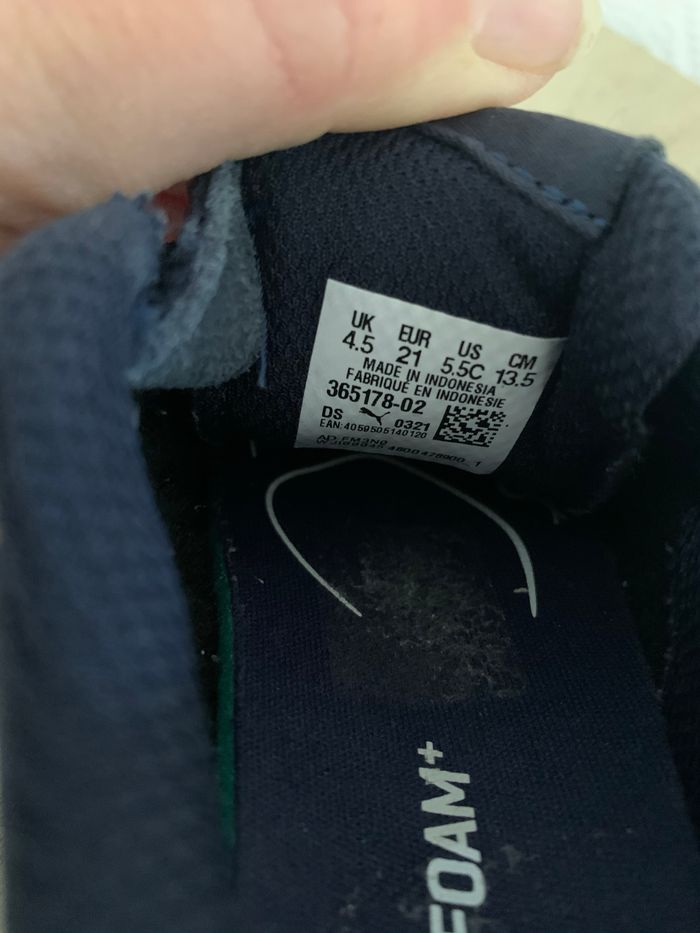 UK EUR US CM
4.5 21 5.5C 13.5
MADE IN INDONESIA
FABRIQUÉ EN INDONESIE
365178-02
DS 0321
EAN: 4059505140120
FOAM+